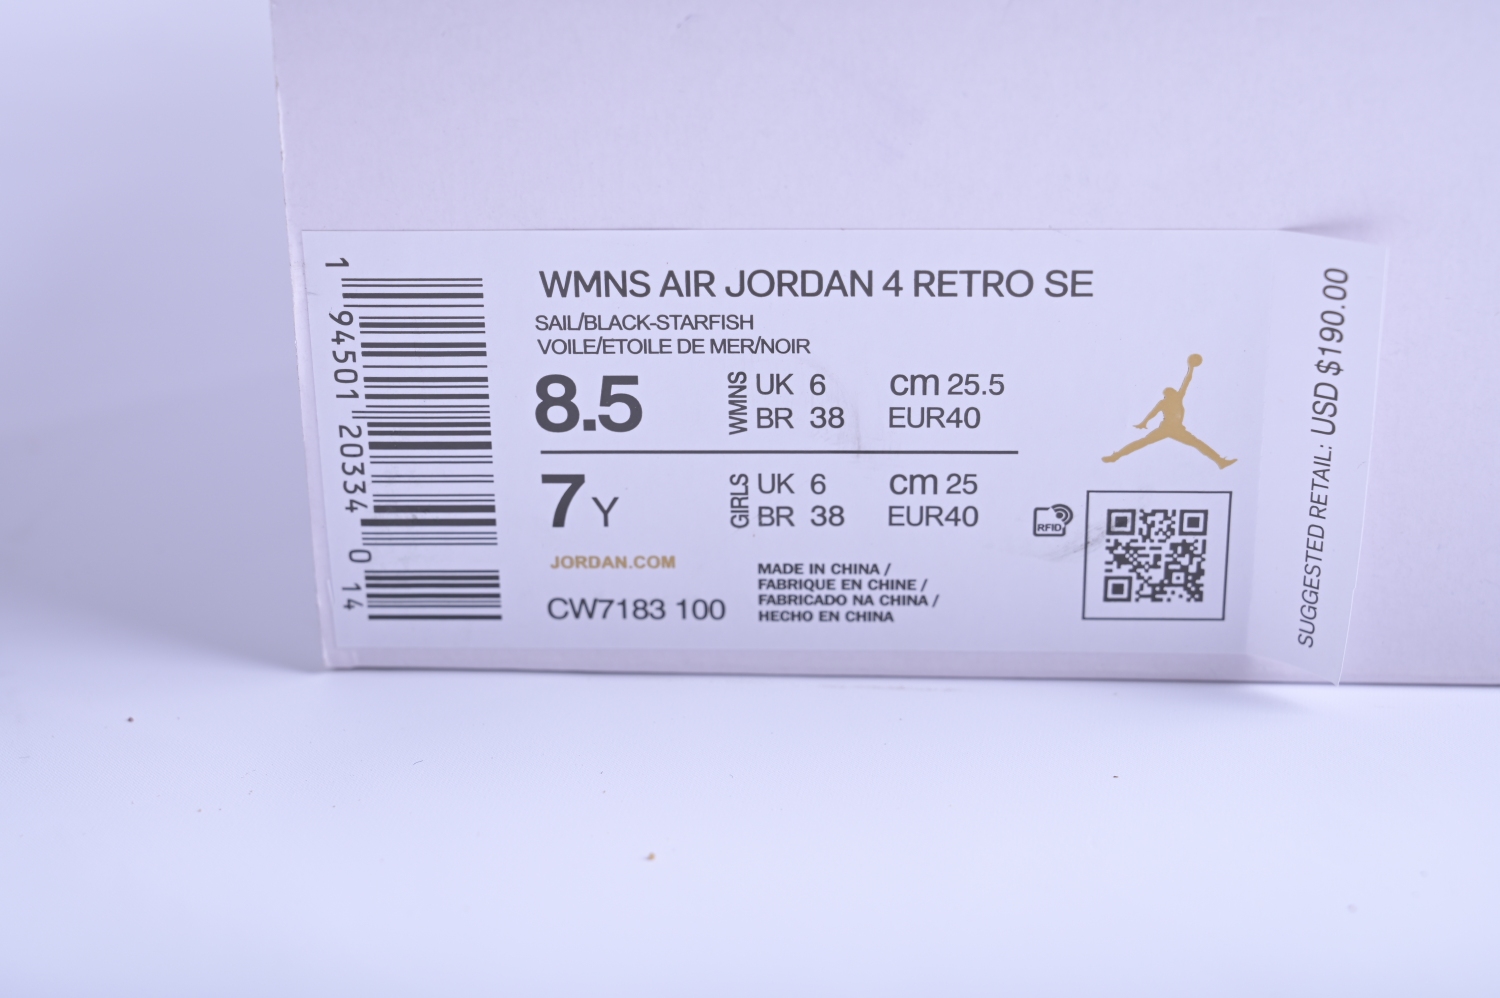 WMNS AIR JORDAN 4 RETRO SE
SAIL/BLACK-STARFISH
VOILE/ETOILE DE MER/NOIR
8.5 WMNS UK 6 cm 25.5
BR 38 EUR40
7 Y GIRLS UK 6 cm 25
BR 38 EUR40
RFID
JORDAN.COM
CW7183 100
MADE IN CHINA /
FABRIQUE EN CHINE /
FABRICADO NA CHINA /
HECHO EN CHINA
1 94501 20334 0 14
SUGGESTED RETAIL: USD $190.00